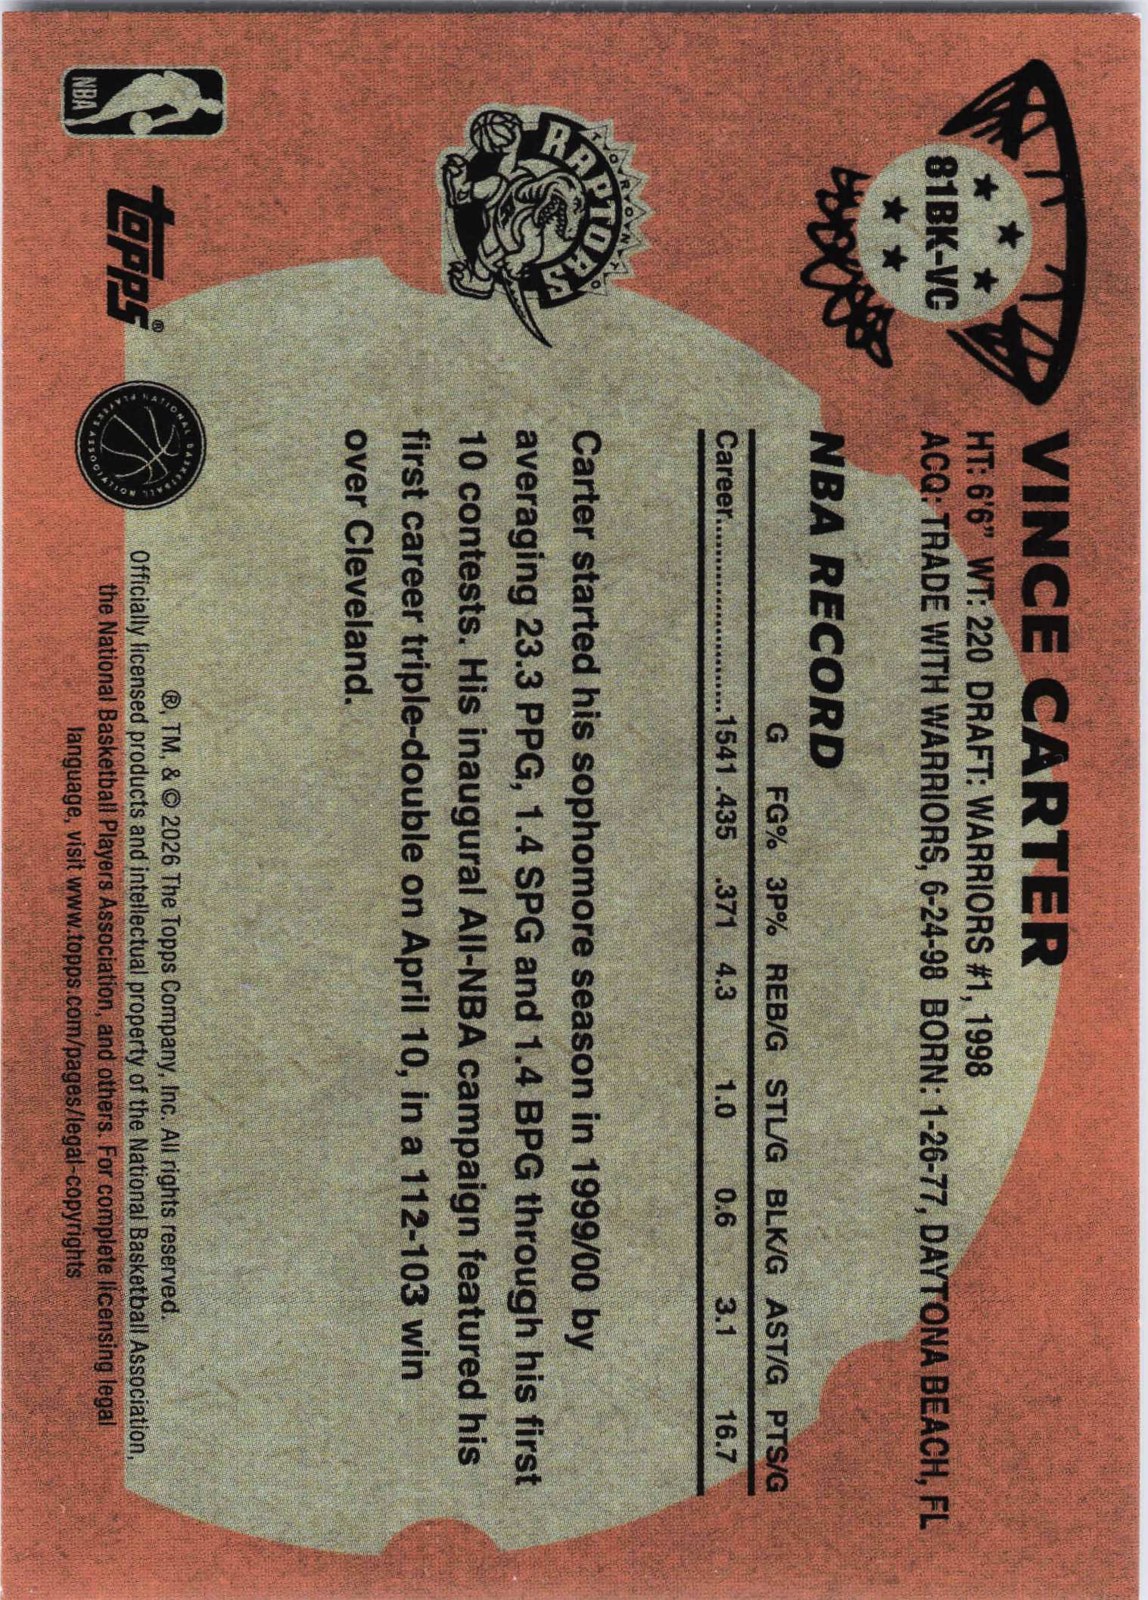 81BK-VC
VINCE CARTER
HT: 6'6" WT: 220 DRAFT: WARRIORS #1, 1998
ACQ: TRADE WITH WARRIORS, 6-24-98 BORN: 1-26-77, DAYTONA BEACH, FL
NBA RECORD
G FG% 3P% REB/G STL/G BLK/G AST/G PTS/G
Career.......................1541 .435 .371 4.3 1.0 0.6 3.1 16.7
Carter started his sophomore season in 1999/00 by
averaging 23.3 PPG, 1.4 SPG and 1.4 BPG through his first
10 contests. His inaugural All-NBA campaign featured his
first career triple-double on April 10, in a 112-103 win
over Cleveland.
TORONTO
RAPTORS
NBA
Topps®
NATIONAL BASKETBALL PLAYERS ASSOCIATION
®, TM, & © 2026 The Topps Company, Inc. All rights reserved.
Officially licensed products and intellectual property of the National Basketball Association,
the National Basketball Players Association, and others. For complete licensing legal
language, visit www.topps.com/pages/legal-copyrights